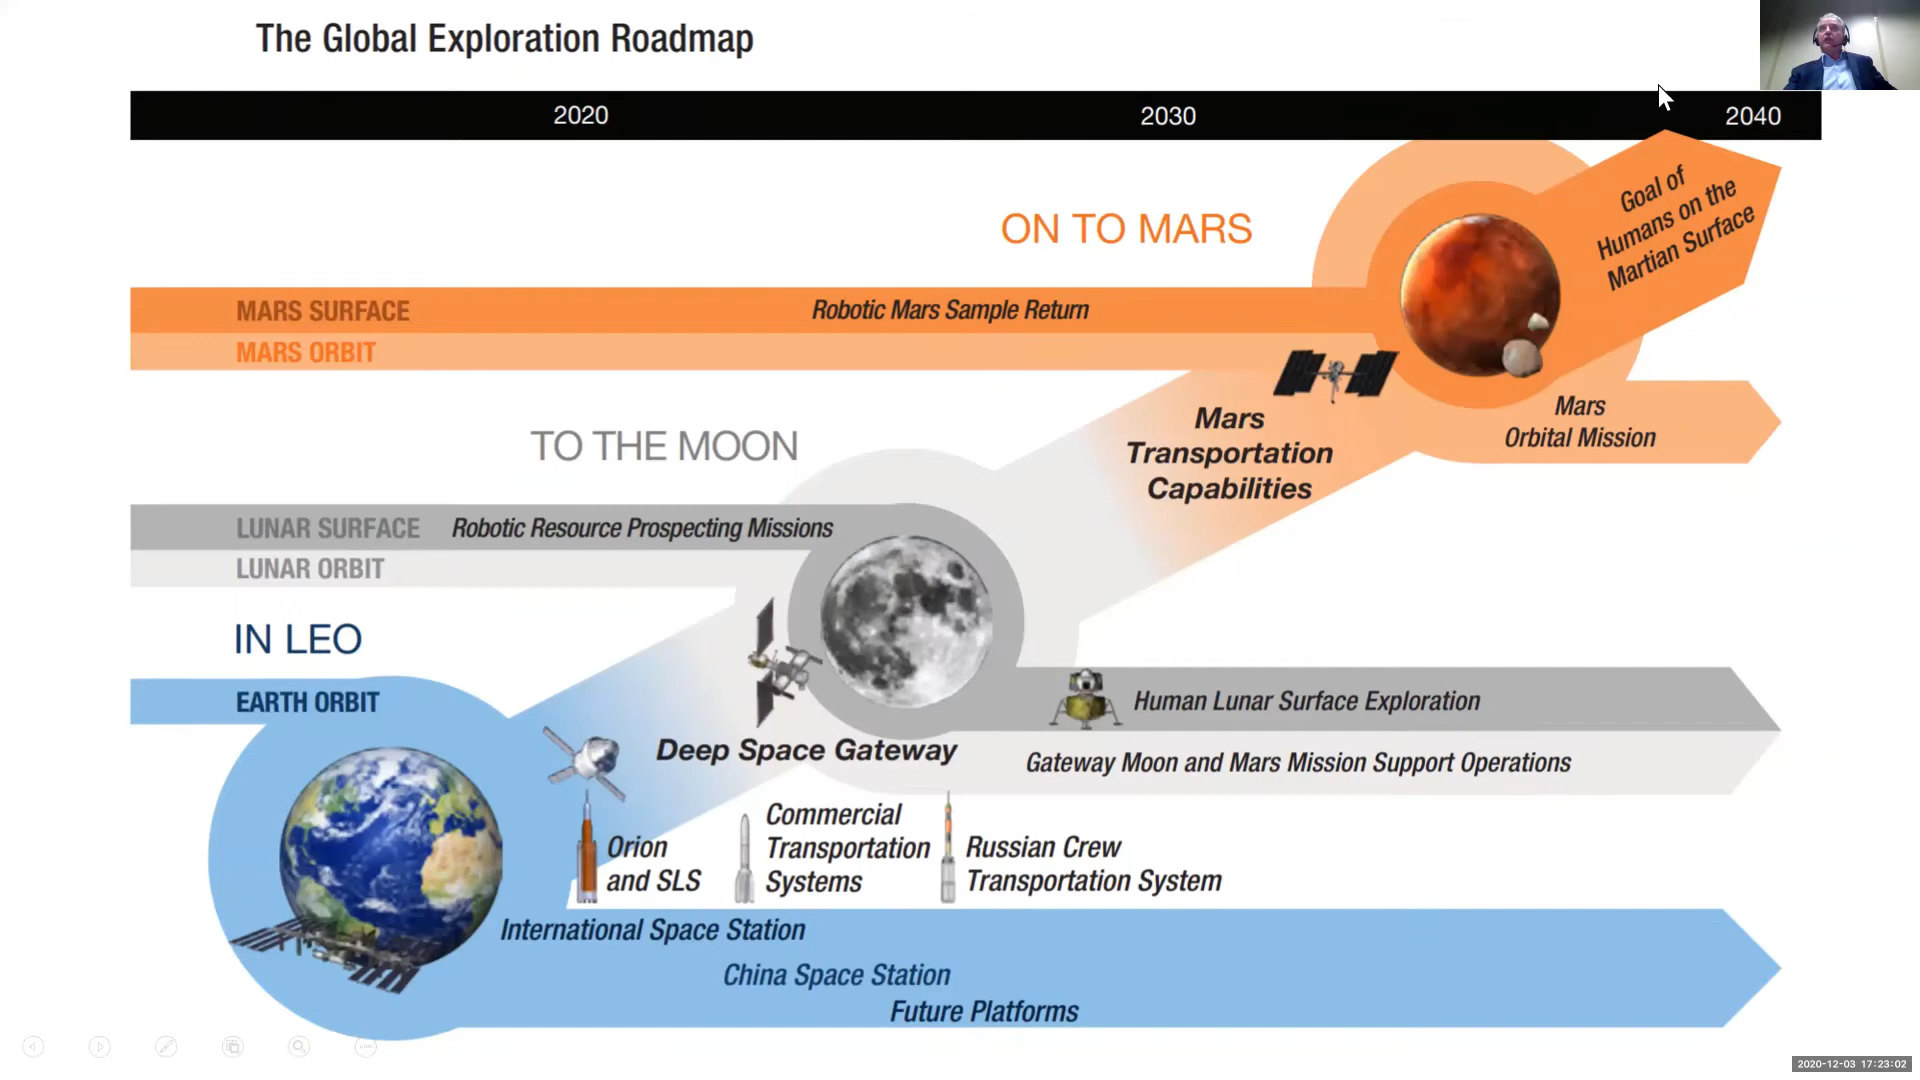 The Global Exploration Roadmap
2020
2030
2040
Goal of
Humans on the
Martian Surface
ON TO MARS
MARS SURFACE
Robotic Mars Sample Return
MARS ORBIT
Mars
Transportation
Capabilities
Mars
Orbital Mission
TO THE MOON
LUNAR SURFACE
Robotic Resource Prospecting Missions
LUNAR ORBIT
IN LEO
EARTH ORBIT
Human Lunar Surface Exploration
Deep Space Gateway
Gateway Moon and Mars Mission Support Operations
Orion
and SLS
Commercial
Transportation
Systems
Russian Crew
Transportation System
International Space Station
China Space Station
Future Platforms
2020-12-03 17:23:02